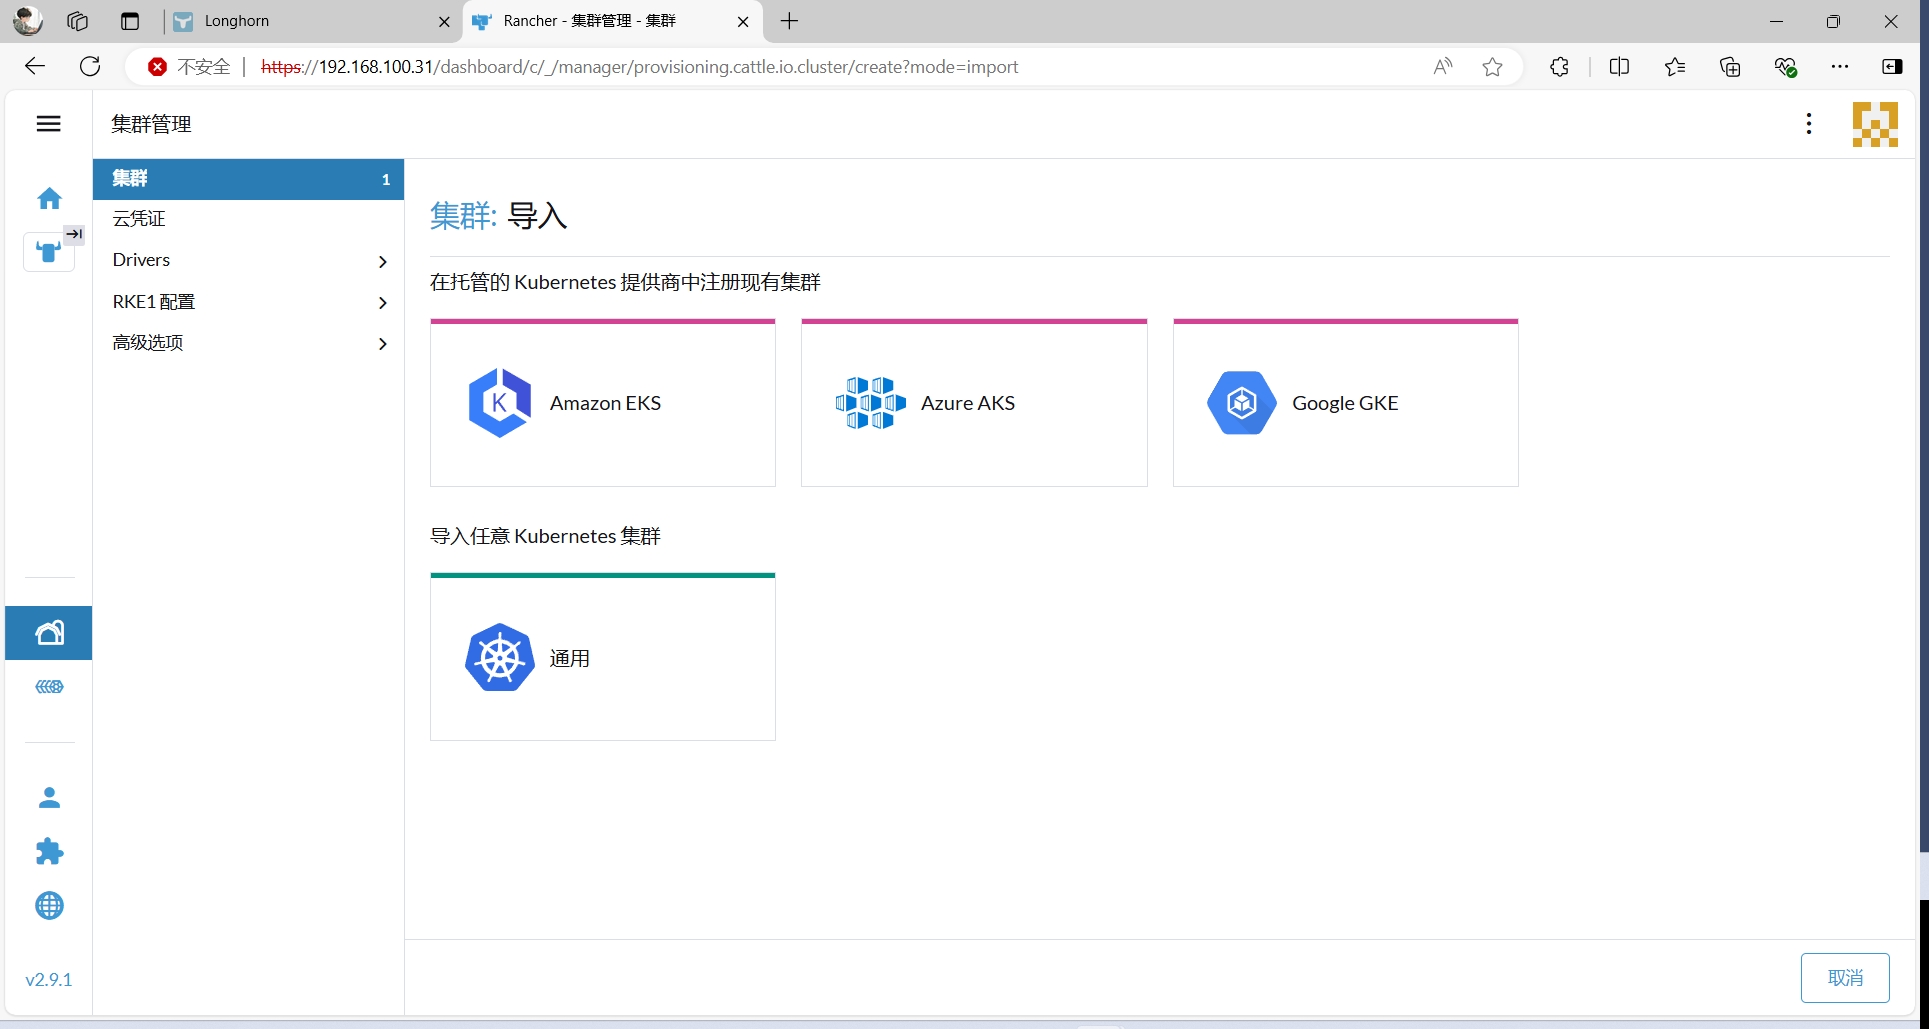 Longhorn
Rancher - 集群管理 - 集群
不安全
https://192.168.100.31/dashboard/c/_/manager/provisioning.cattle.io.cluster/create?mode=import
集群管理
集群 1
云凭证
Drivers
RKE1 配置
高级选项
集群: 导入
在托管的 Kubernetes 提供商中注册现有集群
Amazon EKS
Azure AKS
Google GKE
导入任意 Kubernetes 集群
通用
v2.9.1
取消